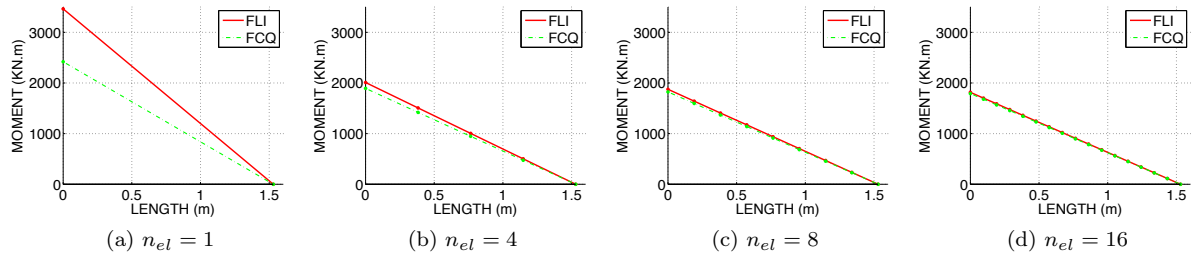 FLI
FCQ
MOMENT (KN.m)
3000
2000
1000
0
0 0.5 1 1.5
LENGTH (m)
(a) n_el = 1
FLI
FCQ
MOMENT (KN.m)
3000
2000
1000
0
0 0.5 1 1.5
LENGTH (m)
(b) n_el = 4
FLI
FCQ
MOMENT (KN.m)
3000
2000
1000
0
0 0.5 1 1.5
LENGTH (m)
(c) n_el = 8
FLI
FCQ
MOMENT (KN.m)
3000
2000
1000
0
0 0.5 1 1.5
LENGTH (m)
(d) n_el = 16